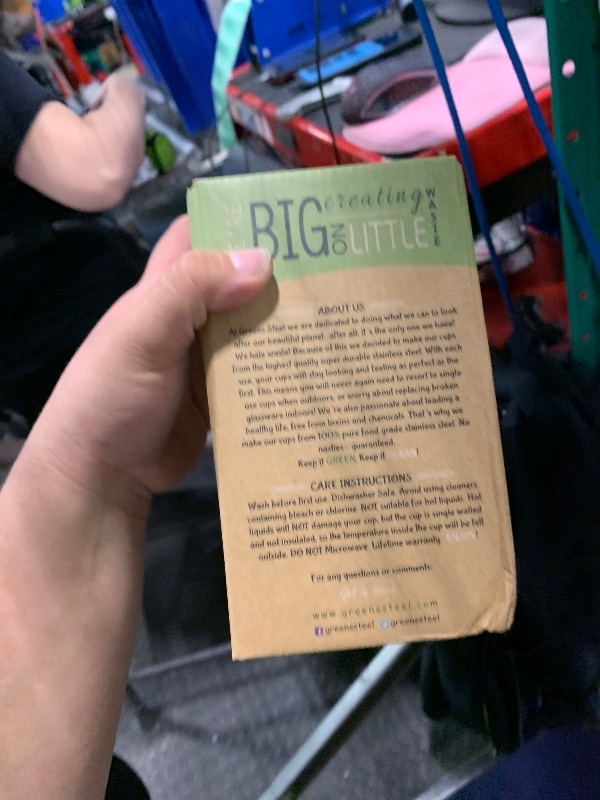 BIG creating WASTE
NO LITTLE
ABOUT US
At Greens Steel we are dedicated to doing what we can to look
after our beautiful planet.. after all, it's the only one we have!
We hate waste! Because of this we decided to make our cups
from the highest quality super durable stainless steel. With each
use, your cups will stay looking and feeling as perfect as the
first. This means you will never again need to resort to single
use cups when outdoors, or worry about replacing broken
glassware indoors! We're also passionate about leading a
healthy life, free from toxins and chemicals. That's why we
make our cups from 100% pure food grade stainless steel. No
nasties - guaranteed.
Keep it GREEN, Keep it CLEAN!
CARE INSTRUCTIONS
Wash before first use. Dishwasher Safe. Avoid using cleaners
containing bleach or chlorine. NOT suitable for hot liquids. Hot
liquids will NOT damage your cup, but the cup is single walled
and not insulated, so the temperature inside the cup will be felt
outside. DO NOT Microwave. Lifetime warranty. ENJOY!
For any questions or comments:
www.greenssteel.com
greenssteel greenssteel